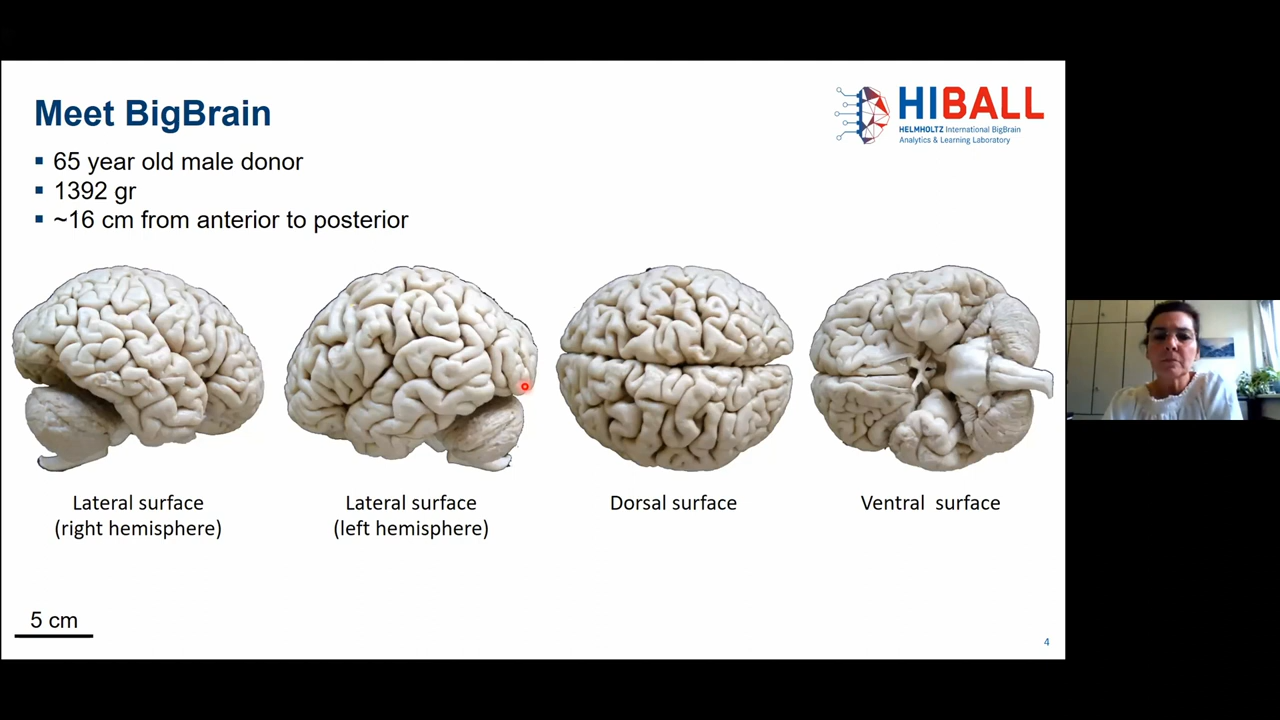 Meet BigBrain
HIBALL
HELMHOLTZ International BigBrain
Analytics & Learning Laboratory
▪ 65 year old male donor
▪ 1392 gr
▪ ~16 cm from anterior to posterior
Lateral surface
(right hemisphere)
Lateral surface
(left hemisphere)
Dorsal surface
Ventral surface
5 cm
4